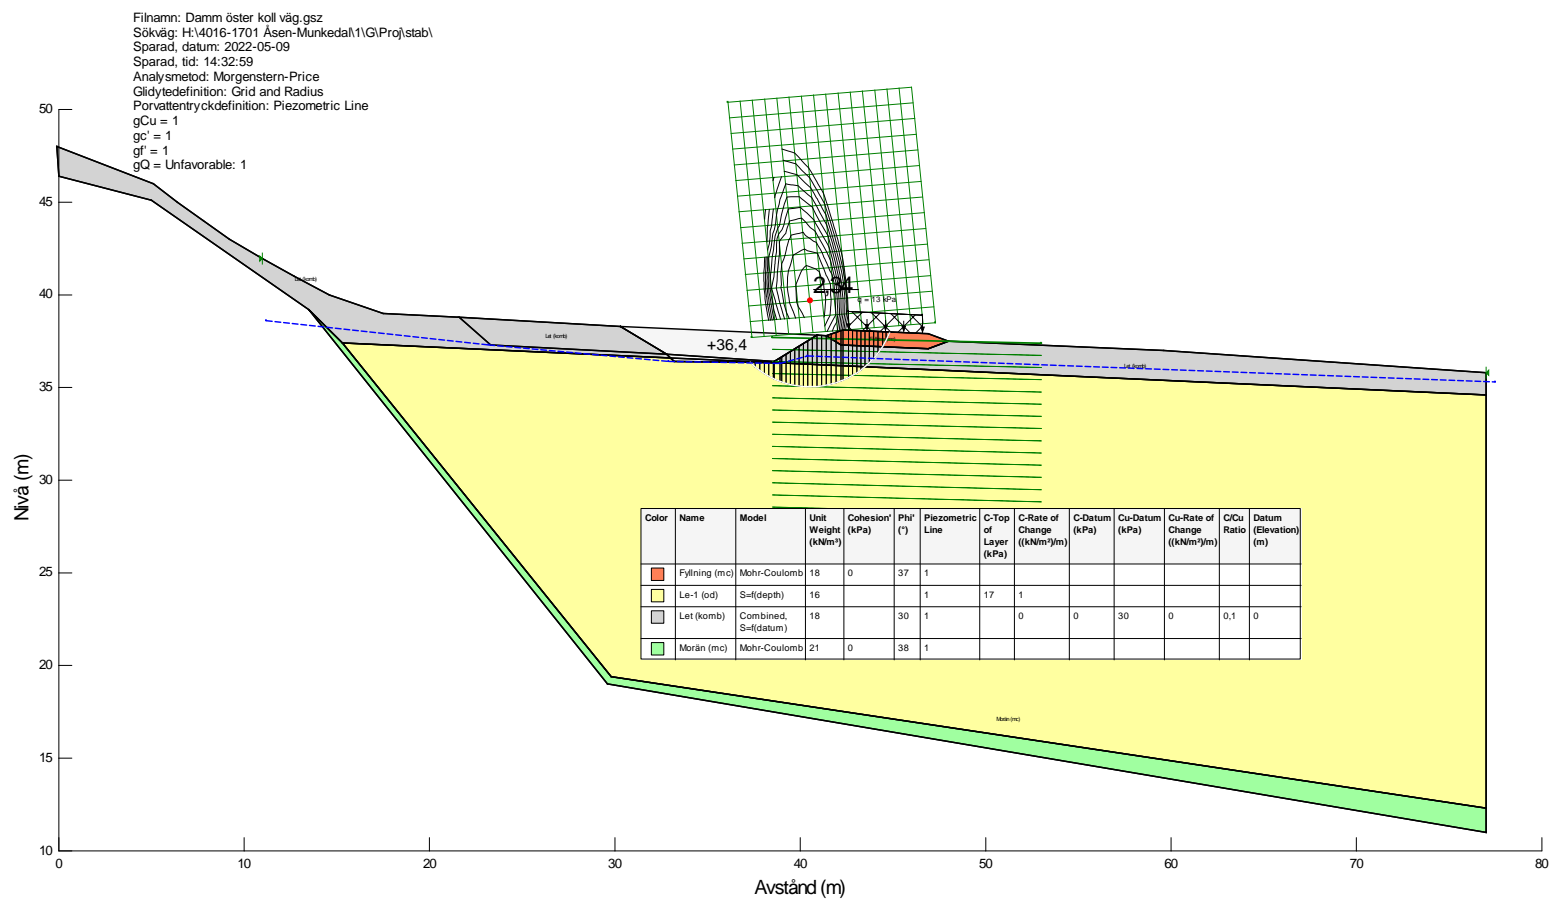 Filnamn: Damm öster koll väg.gsz
Sökväg: H:\4016-1701 Åsen-Munkedal\1\G\Proj\stab\
Sparad, datum: 2022-05-09
Sparad, tid: 14:32:59
Analysmetod: Morgenstern-Price
Glidytedefinition: Grid and Radius
Porvattentryckdefinition: Piezometric Line
gCu = 1
gc' = 1
gf' = 1
gQ = Unfavorable: 1
50
45
40
35
30
25
20
15
10
Nivå (m)
Let (komb)
2,34
q = 13 kPa
Let (komb)
+36,4
Let (komb)
Color Name Model Unit Weight (kN/m³) Cohesion' (kPa) Phi' (°) Piezometric Line C-Top of Layer (kPa) C-Rate of Change ((kN/m²)/m) C-Datum (kPa) Cu-Datum (kPa) Cu-Rate of Change ((kN/m²)/m) C/Cu Ratio Datum (Elevation) (m)
Fyllning (mc) Mohr-Coulomb 18 0 37 1
Le-1 (od) S=f(depth) 16 1 17 1
Let (komb) Combined, S=f(datum) 18 30 1 0 0 30 0 0,1 0
Morän (mc) Mohr-Coulomb 21 0 38 1
Morän (mc)
0 10 20 30 40 50 60 70 80
Avstånd (m)